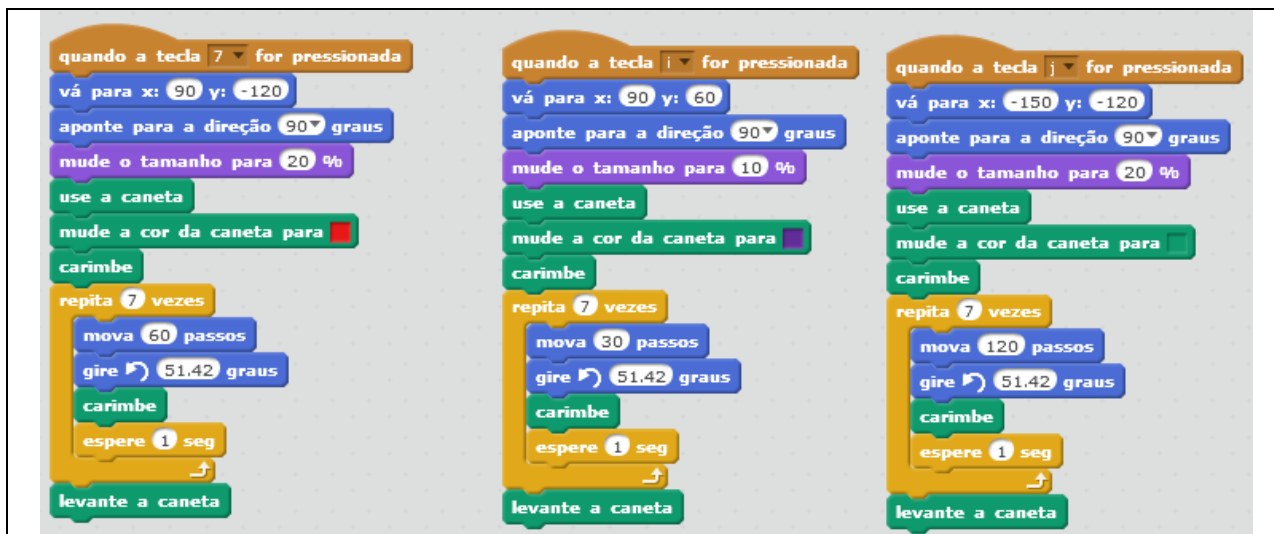 quando a tecla 7 for pressionada
vá para x: 90 y: -120
aponte para a direção 90 graus
mude o tamanho para 20 %
use a caneta
mude a cor da caneta para
carimbe
repita 7 vezes
mova 60 passos
gire 51.42 graus
carimbe
espere 1 seg
levante a caneta
quando a tecla i for pressionada
vá para x: 90 y: 60
aponte para a direção 90 graus
mude o tamanho para 10 %
use a caneta
mude a cor da caneta para
carimbe
repita 7 vezes
mova 30 passos
gire 51.42 graus
carimbe
espere 1 seg
levante a caneta
quando a tecla j for pressionada
vá para x: -150 y: -120
aponte para a direção 90 graus
mude o tamanho para 20 %
use a caneta
mude a cor da caneta para
carimbe
repita 7 vezes
mova 120 passos
gire 51.42 graus
carimbe
espere 1 seg
levante a caneta